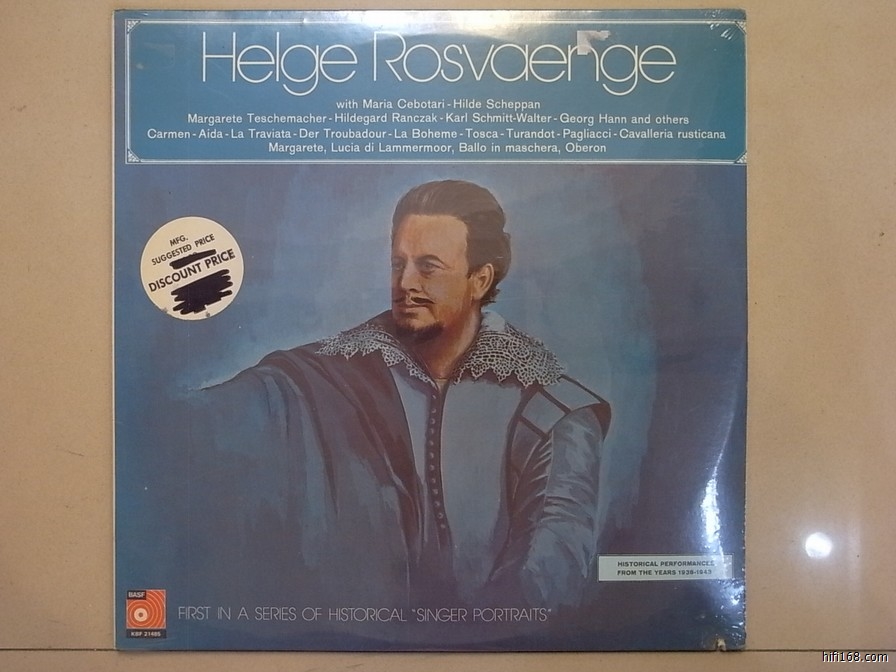 Helge Rosvaenge
with Maria Cebotari - Hilde Scheppan
Margarete Teschemacher - Hildegard Ranczak - Karl Schmitt-Walter - Georg Hann and others
Carmen - Aida - La Traviata - Der Troubadour - La Boheme - Tosca - Turandot - Pagliacci - Cavalleria rusticana
Margarete, Lucia di Lammermoor, Ballo in maschera, Oberon
MFG.
SUGGESTED PRICE
DISCOUNT PRICE
HISTORICAL PERFORMANCES
FROM THE YEARS
BASF
FIRST IN A SERIES OF HISTORICAL "SINGER PORTRAITS"
hifi168.com